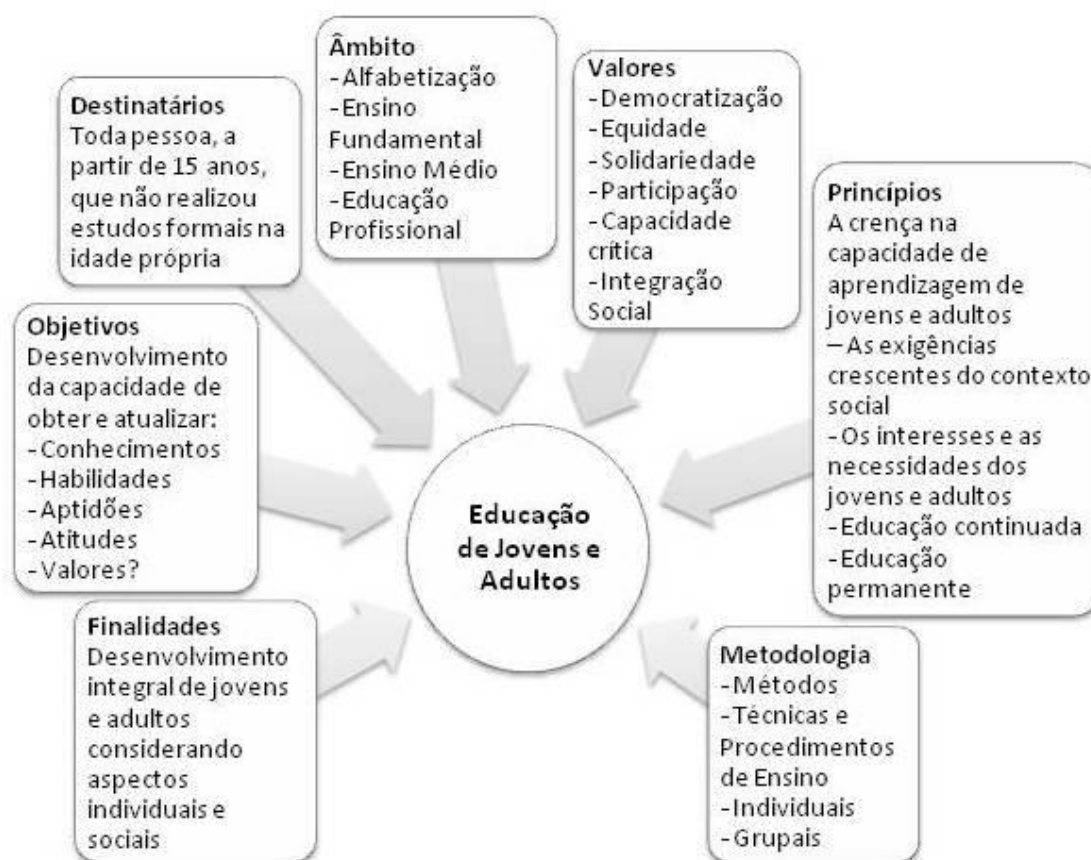 Âmbito
-Alfabetização
-Ensino
Fundamental
-Ensino Médio
-Educação
Profissional
Valores
-Democratização
-Equidade
-Solidariedade
-Participação
-Capacidade
crítica
-Integração
Social
Destinatários
Toda pessoa, a
partir de 15 anos,
que não realizou
estudos formais na
idade própria
Princípios
A crença na
capacidade de
aprendizagem de
jovens e adultos
–As exigências
crescentes do contexto
social
-Os interesses e as
necessidades dos
jovens e adultos
-Educação continuada
-Educação
permanente
Objetivos
Desenvolvimento
da capacidade de
obter e atualizar:
-Conhecimentos
-Habilidades
-Aptidões
-Atitudes
-Valores?
Educação
de Jovens e
Adultos
Finalidades
Desenvolvimento
integral de jovens
e adultos
considerando
aspectos
individuais e
sociais
Metodologia
-Métodos
-Técnicas e
Procedimentos
de Ensino
-Individuais
-Grupais